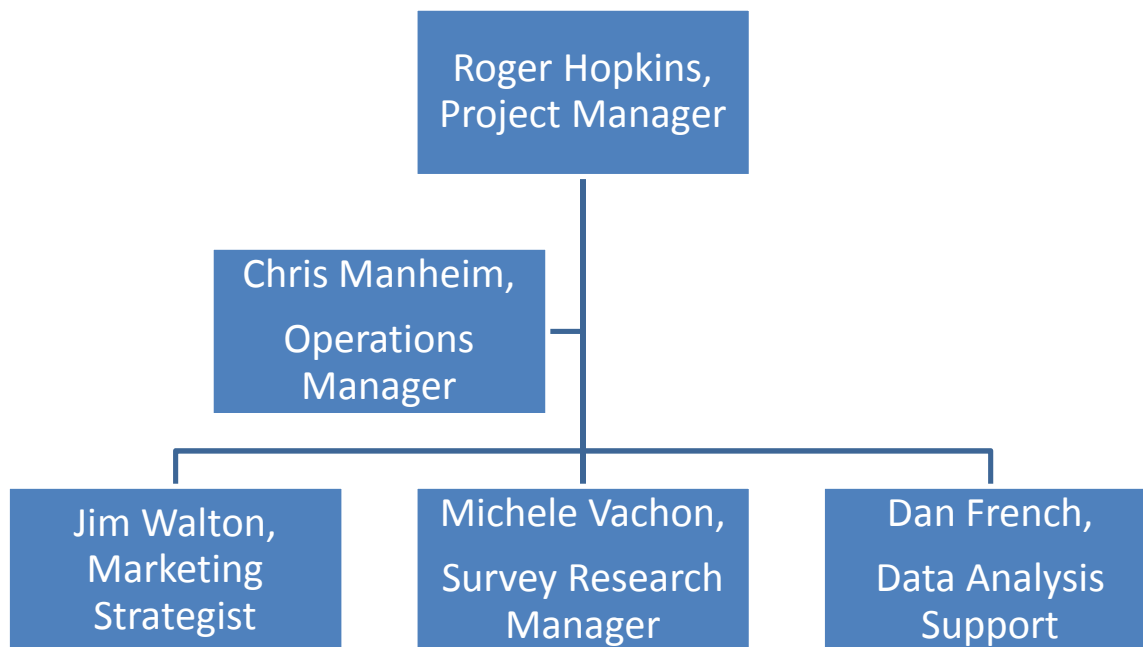 Roger Hopkins,
Project Manager
Chris Manheim,
Operations
Manager
Jim Walton,
Marketing
Strategist
Michele Vachon,
Survey Research
Manager
Dan French,
Data Analysis
Support